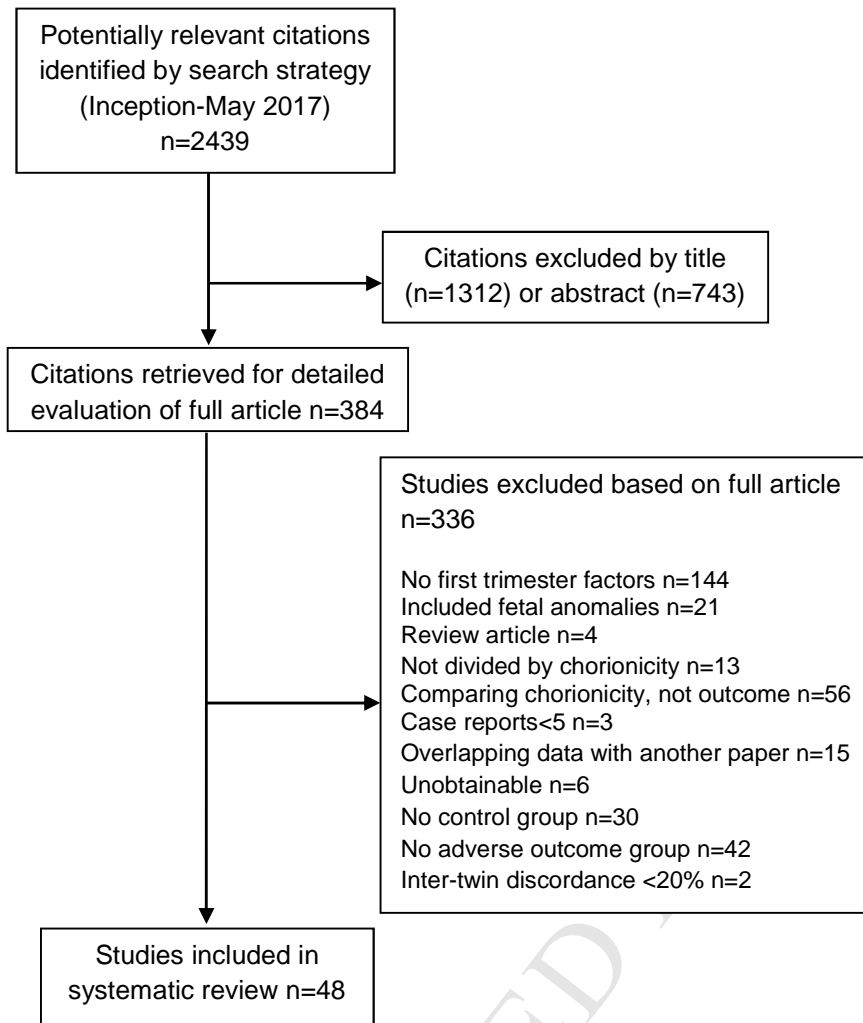 Potentially relevant citations
identified by search strategy
(Inception-May 2017)
n=2439
Citations excluded by title
(n=1312) or abstract (n=743)
Citations retrieved for detailed
evaluation of full article n=384
Studies excluded based on full article
n=336
No first trimester factors n=144
Included fetal anomalies n=21
Review article n=4
Not divided by chorionicity n=13
Comparing chorionicity, not outcome n=56
Case reports<5 n=3
Overlapping data with another paper n=15
Unobtainable n=6
No control group n=30
No adverse outcome group n=42
Inter-twin discordance <20% n=2
Studies included in
systematic review n=48